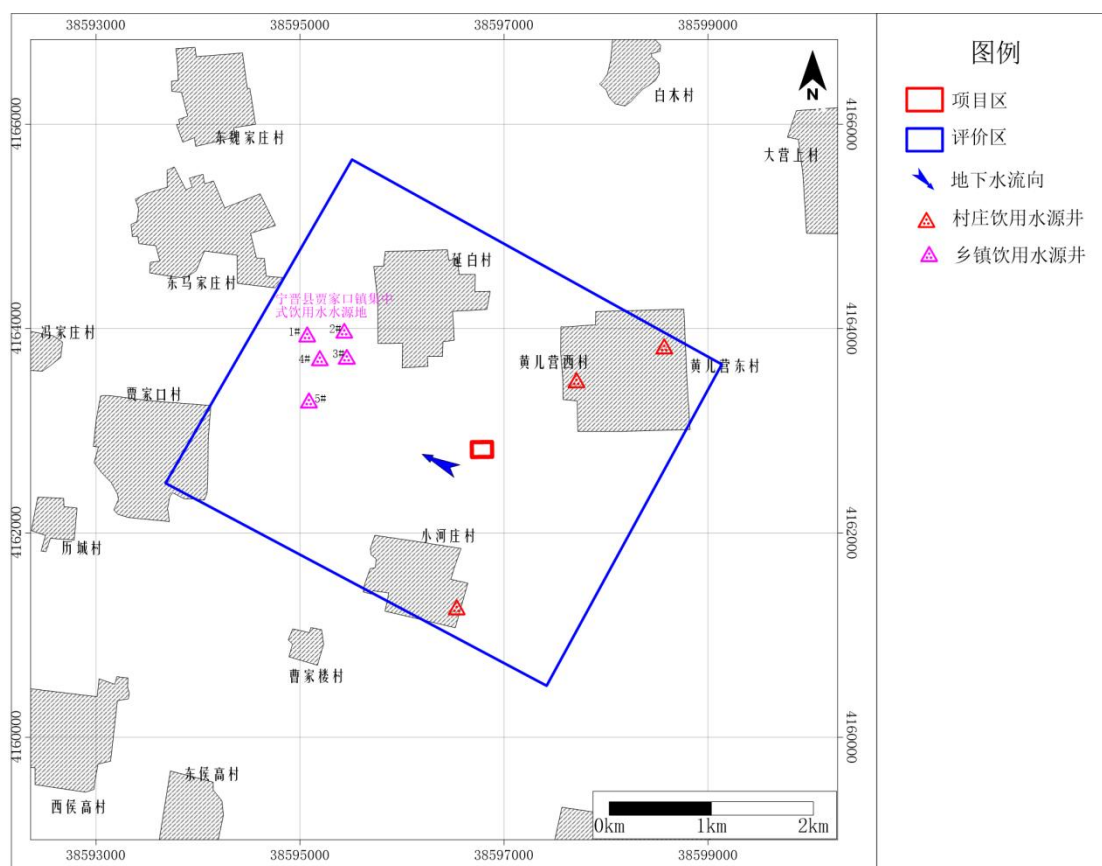 38593000
38595000
38597000
38599000
图例
N
白木村
项目区
4166000
4166000
东魏家庄村
评价区
大营上村
地下水流向
村庄饮用水源井
延白村
乡镇饮用水源井
东马家庄村
宁晋县贾家口镇集中
式饮用水水源地
冯家庄村
4164000
4164000
1#
2#
4#
3#
黄儿营西村
黄儿营东村
贾家口村
5#
小河庄村
4162000
4162000
历城村
曹家楼村
4160000
4160000
东侯高村
西侯高村
0km
1km
2km
38593000
38595000
38597000
38599000